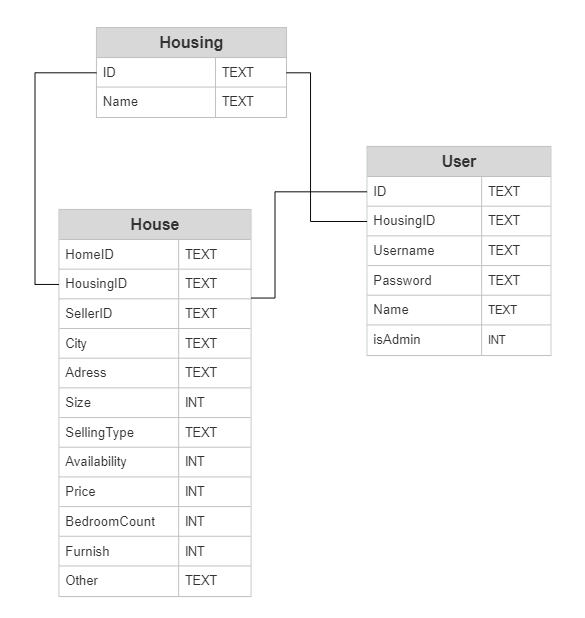 Housing
ID TEXT
Name TEXT
User
ID TEXT
HousingID TEXT
Username TEXT
Password TEXT
Name TEXT
isAdmin INT
House
HomeID TEXT
HousingID TEXT
SellerID TEXT
City TEXT
Adress TEXT
Size INT
SellingType TEXT
Availability INT
Price INT
BedroomCount INT
Furnish INT
Other TEXT